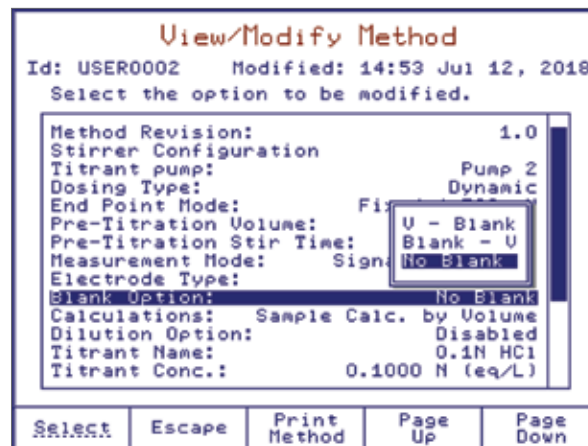 View/Modify Method
Id: USER0002 Modified: 14:53 Jul 12, 2018
Select the option to be modified.
Method Revision: 1.0
Stirrer Configuration
Titrant pump: Pump 2
Dosing Type: Dynamic
End Point Mode:
Pre-Titration Volume:
V - Blank
Pre-Titration Stir Time:
Blank - V
Measurement Mode:
No Blank
Electrode Type:
Blank Option: No Blank
Calculations: Sample Calc. by Volume
Dilution Option: Disabled
Titrant Name: 0.1N HCl
Titrant Conc.: 0.1000 N (eq/L)
Select Escape Print Method Page Up Page Down